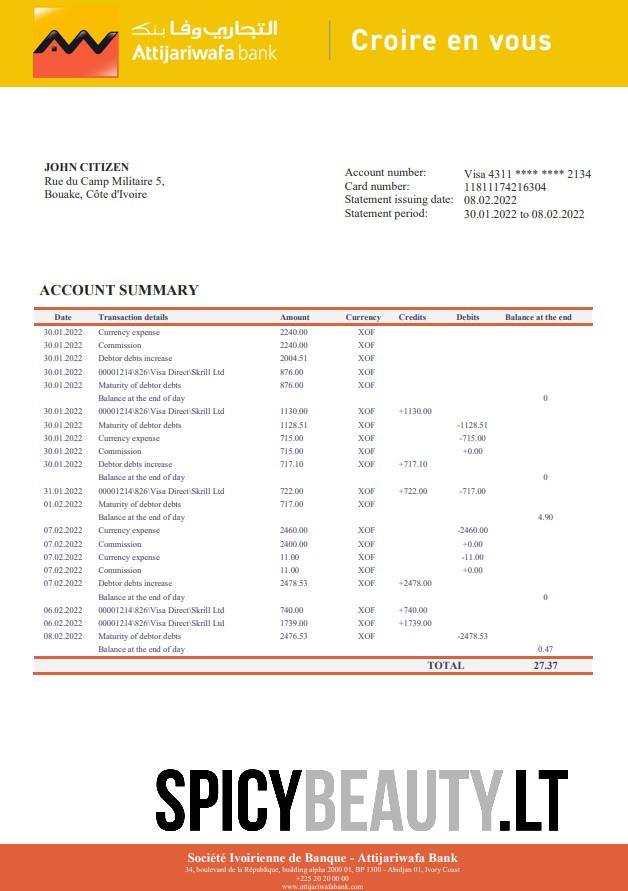 التجاري وفا بنك
Attijariwafa bank
Croire en vous
JOHN CITIZEN
Rue du Camp Militaire 5,
Bouake, Côte d'Ivoire
Account number: Visa 4311 **** **** 2134
Card number: 11811174216304
Statement issuing date: 08.02.2022
Statement period: 30.01.2022 to 08.02.2022
ACCOUNT SUMMARY
Date Transaction details Amount Currency Credits Debits Balance at the end
30.01.2022 Currency expense 2240.00 XOF
30.01.2022 Commission 2240.00 XOF
30.01.2022 Debtor debts increase 2004.51 XOF
30.01.2022 00001214\826\Visa Direct\Skrill Ltd 876.00 XOF
30.01.2022 Maturity of debtor debts 876.00 XOF
Balance at the end of day 0
30.01.2022 00001214\826\Visa Direct\Skrill Ltd 1130.00 XOF +1130.00
30.01.2022 Maturity of debtor debts 1128.51 XOF -1128.51
30.01.2022 Currency expense 715.00 XOF -715.00
30.01.2022 Commission 715.00 XOF +0.00
30.01.2022 Debtor debts increase 717.10 XOF +717.10
Balance at the end of day 0
31.01.2022 00001214\826\Visa Direct\Skrill Ltd 722.00 XOF +722.00 -717.00
01.02.2022 Maturity of debtor debts 717.00 XOF
Balance at the end of day 4.90
07.02.2022 Currency expense 2460.00 XOF -2460.00
07.02.2022 Commission 2400.00 XOF +0.00
07.02.2022 Currency expense 11.00 XOF -11.00
07.02.2022 Commission 11.00 XOF +0.00
07.02.2022 Debtor debts increase 2478.53 XOF +2478.00
Balance at the end of day 0
06.02.2022 00001214\826\Visa Direct\Skrill Ltd 740.00 XOF +740.00
06.02.2022 00001214\826\Visa Direct\Skrill Ltd 1739.00 XOF +1739.00
08.02.2022 Maturity of debtor debts 2476.53 XOF -2478.53
Balance at the end of day 0.47
TOTAL 27.37
SPICYBEAUTY.LT
Société Ivoirienne de Banque - Attijariwafa Bank
34, boulevard de la République, building alpha 2000 01, BP 1300 - Abidjan 01, Ivory Coast
+225 20 20 00 00
www.attijariwafabank.com